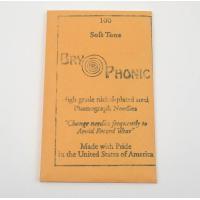 100
Soft Tone
BRY PHONIC
High grade nickel-plated steel
Phonograph Needles
"Change needles frequently to
Avoid Record Wear"
Made with Pride
in the United States of America